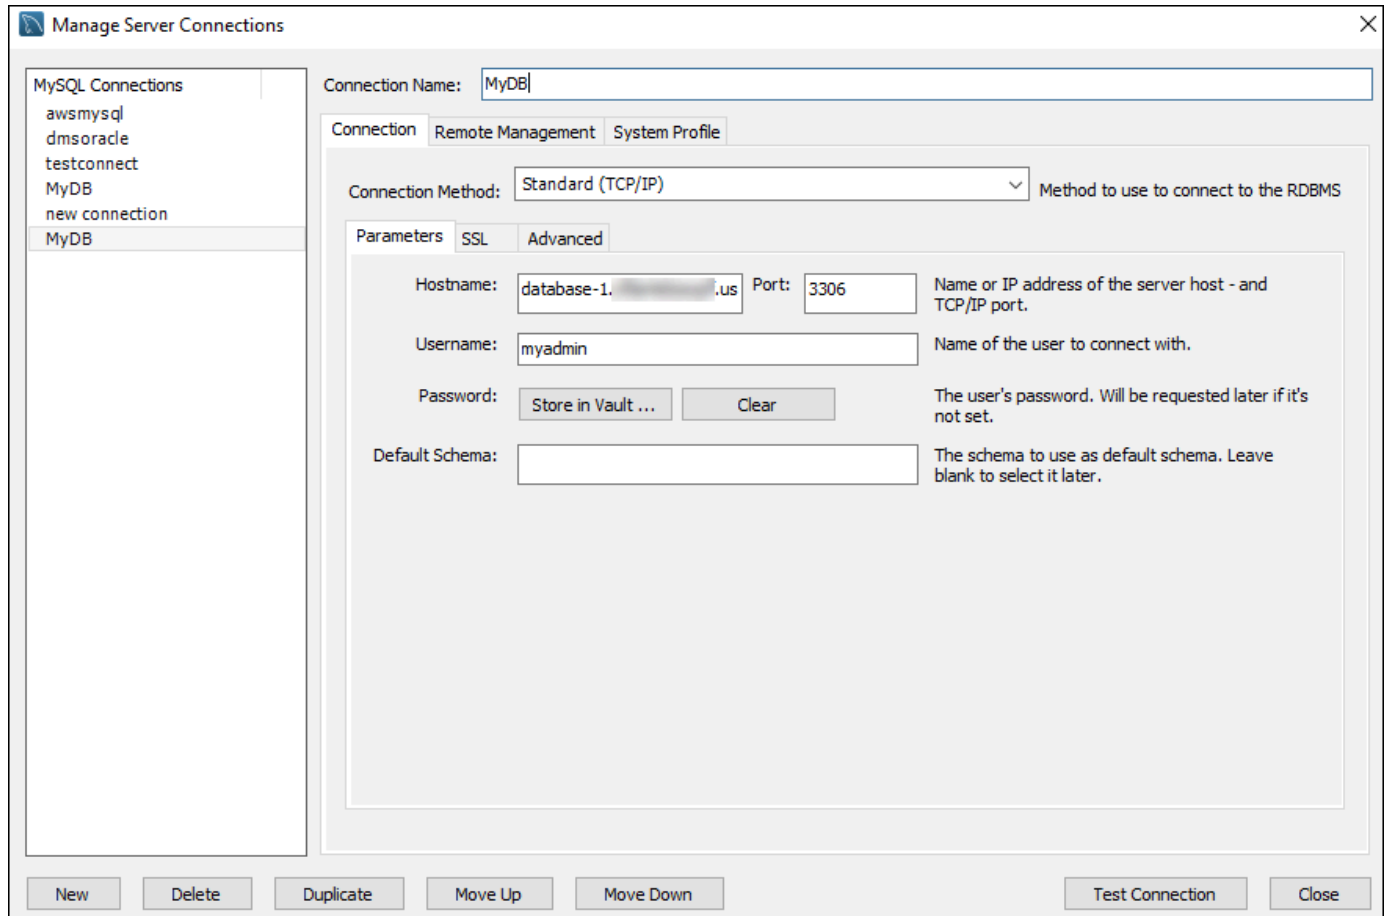 Manage Server Connections
MySQL Connections
awsmysql
dmsoracle
testconnect
MyDB
new connection
MyDB
Connection Name: MyDB
Connection Remote Management System Profile
Connection Method: Standard (TCP/IP) Method to use to connect to the RDBMS
Parameters SSL Advanced
Hostname: database-1. .us Port: 3306 Name or IP address of the server host - and
TCP/IP port.
Username: myadmin Name of the user to connect with.
Password: Store in Vault ... Clear The user's password. Will be requested later if it's
not set.
Default Schema: The schema to use as default schema. Leave
blank to select it later.
New Delete Duplicate Move Up Move Down Test Connection Close